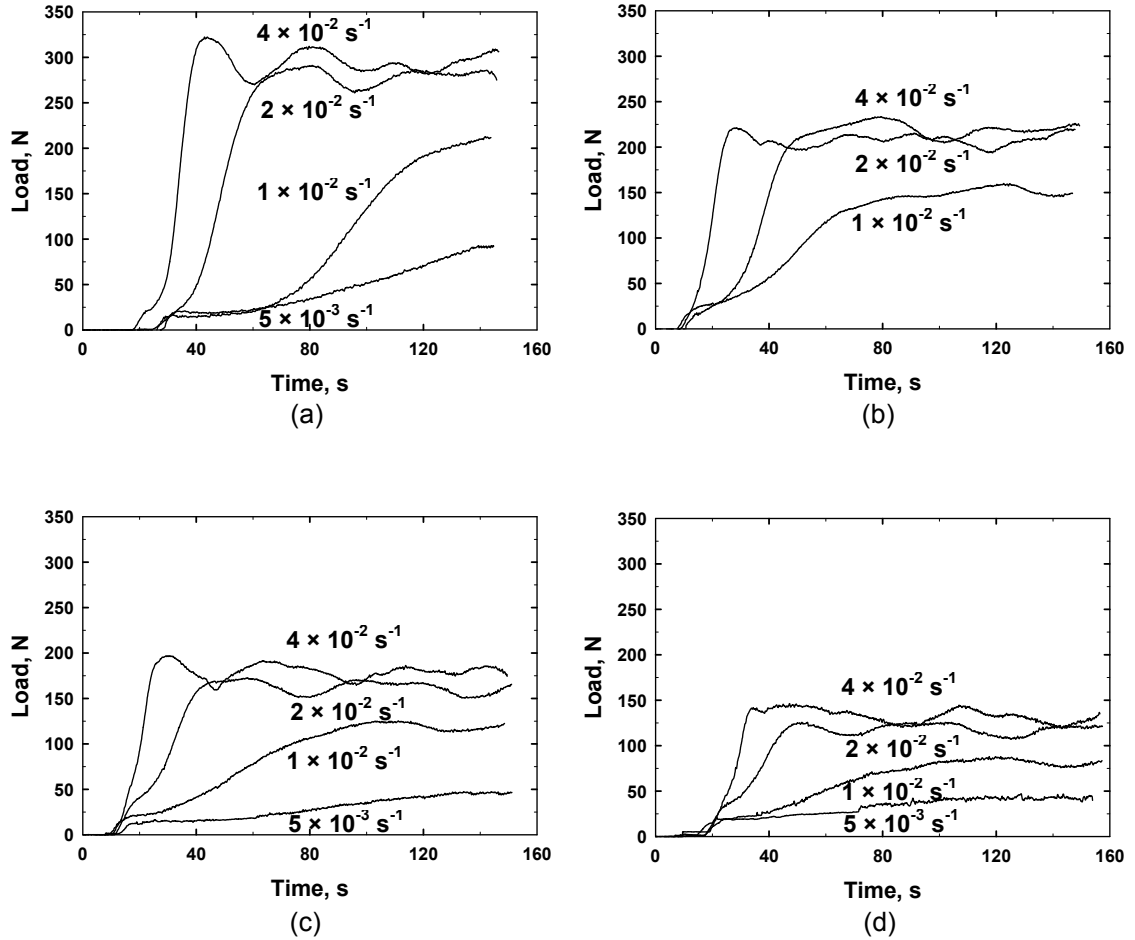 350
300
250
200
150
100
50
0
Load, N
4 × 10-2 s-1
2 × 10-2 s-1
1 × 10-2 s-1
5 × 10-3 s-1
0 40 80 120 160
Time, s
(a)
350
300
250
200
150
100
50
0
Load, N
4 × 10-2 s-1
2 × 10-2 s-1
1 × 10-2 s-1
0 40 80 120 160
Time, s
(b)
350
300
250
200
150
100
50
0
Load, N
4 × 10-2 s-1
2 × 10-2 s-1
1 × 10-2 s-1
5 × 10-3 s-1
0 40 80 120 160
Time, s
(c)
350
300
250
200
150
100
50
0
Load, N
4 × 10-2 s-1
2 × 10-2 s-1
1 × 10-2 s-1
5 × 10-3 s-1
0 40 80 120 160
Time, s
(d)